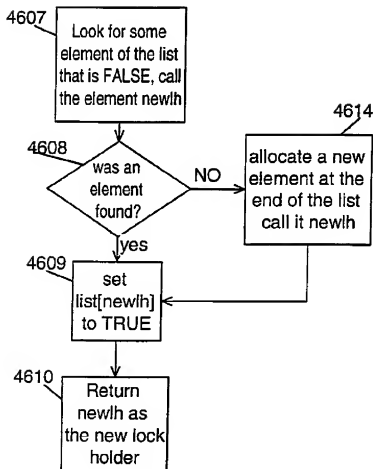 4607
Look for some
element of the list
that is FALSE, call
the element newlh
4608
was an
element
found?
NO
4614
allocate a new
element at the
end of the list
call it newlh
yes
4609
set
list[newlh]
to TRUE
4610
Return
newlh as
the new lock
holder